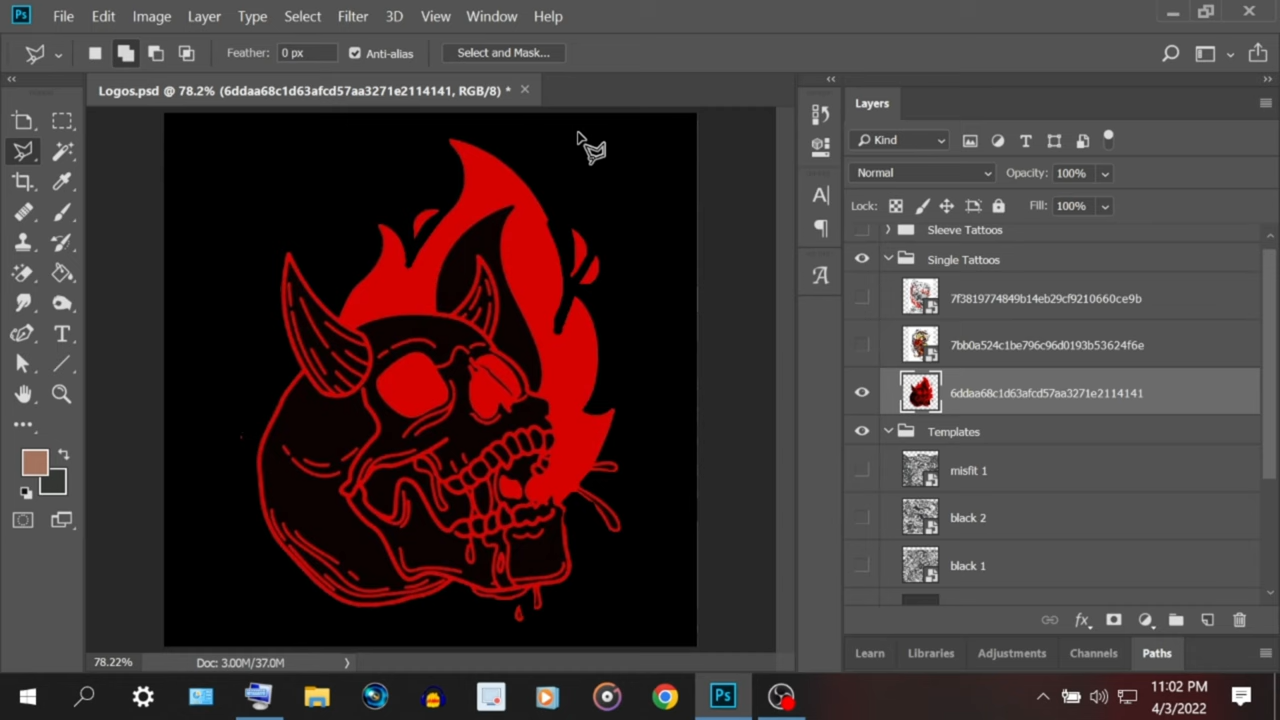 Ps File Edit Image Layer Type Select Filter 3D View Window Help
Feather: 0 px Anti-alias Select and Mask...
Logos.psd @ 78.2% (6ddaa68c1d63afcd57aa3271e2114141, RGB/8) *
Layers
Kind
Normal Opacity: 100%
Lock: Fill: 100%
Sleeve Tattoos
Single Tattoos
7f3819774849b14eb29cf9210660ce9b
7bb0a524c1be796c96d0193b53624f6e
6ddaa68c1d63afcd57aa3271e2114141
Templates
misfit 1
black 2
black 1
fx
78.22% Doc: 3.00M/37.0M
Learn Libraries Adjustments Channels Paths
Ps
11:02 PM
4/3/2022